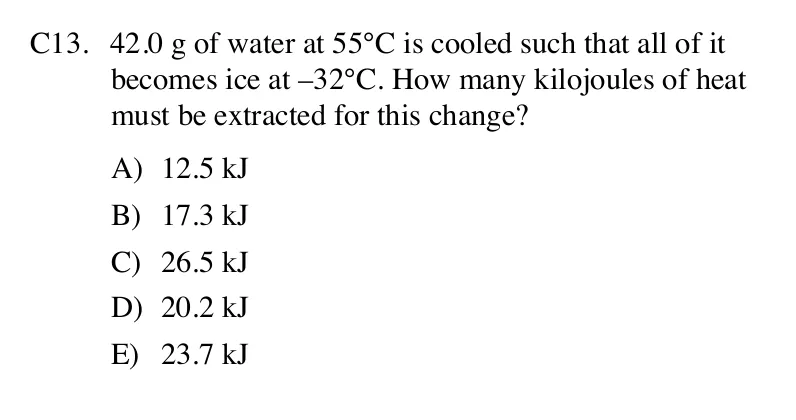 C13. 42.0 g of water at 55°C is cooled such that all of it
becomes ice at –32°C. How many kilojoules of heat
must be extracted for this change?
A) 12.5 kJ
B) 17.3 kJ
C) 26.5 kJ
D) 20.2 kJ
E) 23.7 kJ